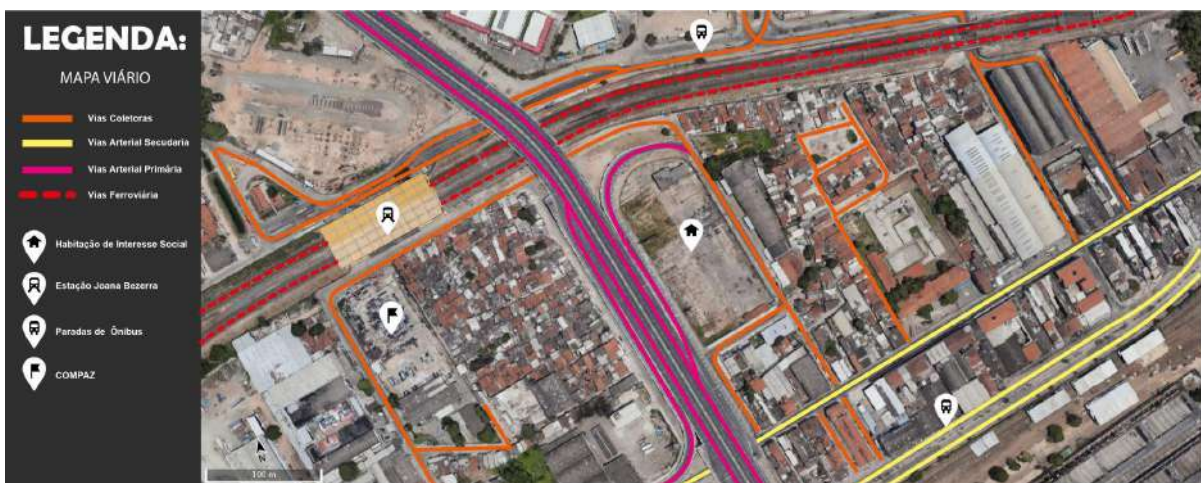 LEGENDA:
MAPA VIÁRIO
Vias Coletoras
Vias Arterial Secudaria
Vias Arterial Primária
Vias Ferroviária
Habitação de Interesse Social
Estação Joana Bezerra
Paradas de Ônibus
COMPAZ
N
100 m